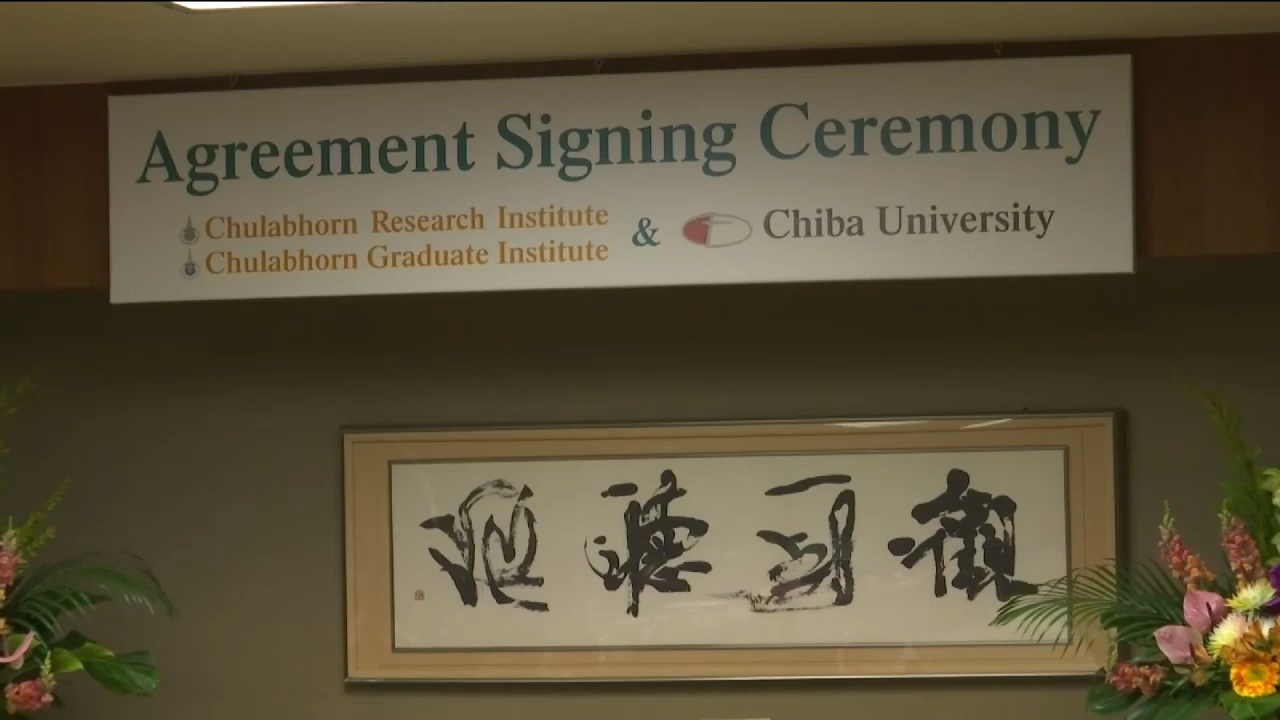 Agreement Signing Ceremony
Chulabhorn Research Institute
Chulabhorn Graduate Institute
& Chiba University